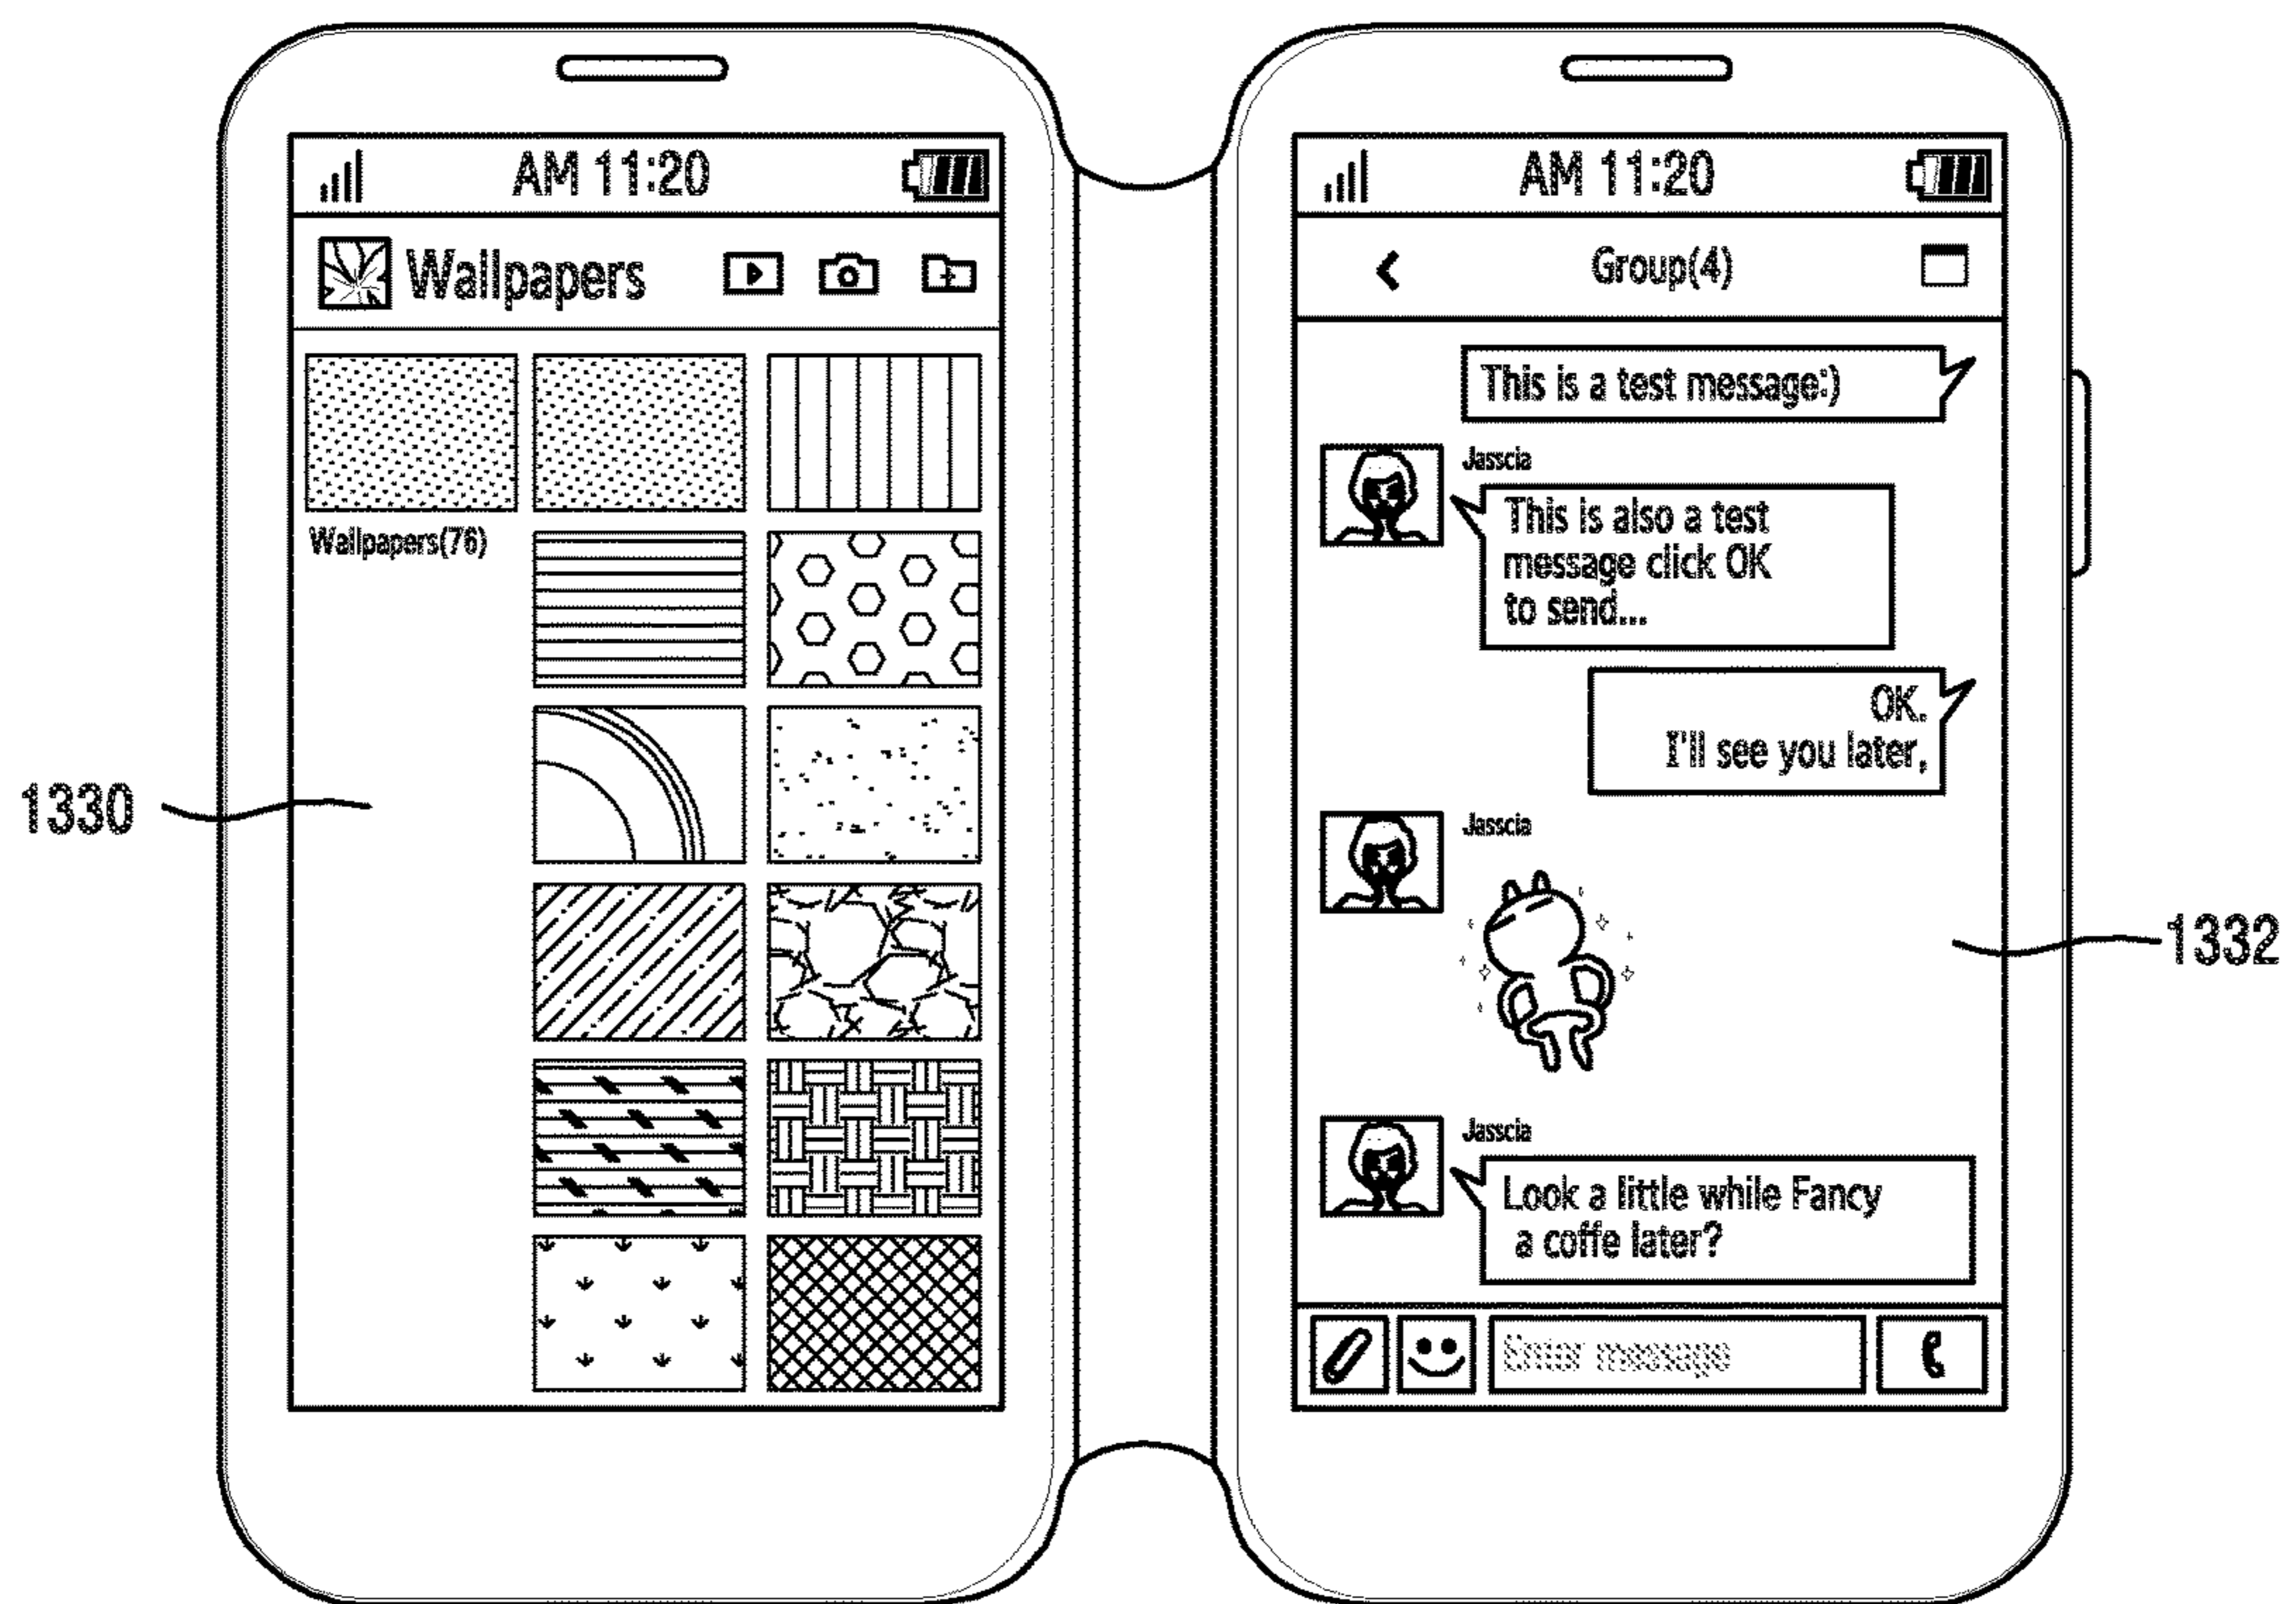 AM 11:20
Wallpapers
Wallpapers(76)
1330
AM 11:20
Group(4)
This is a test message:)
Jasscia
This is also a test
message click OK
to send...
OK.
I'll see you later,
Jasscia
1332
Jasscia
Look a little while Fancy
a coffe later?
Enter message